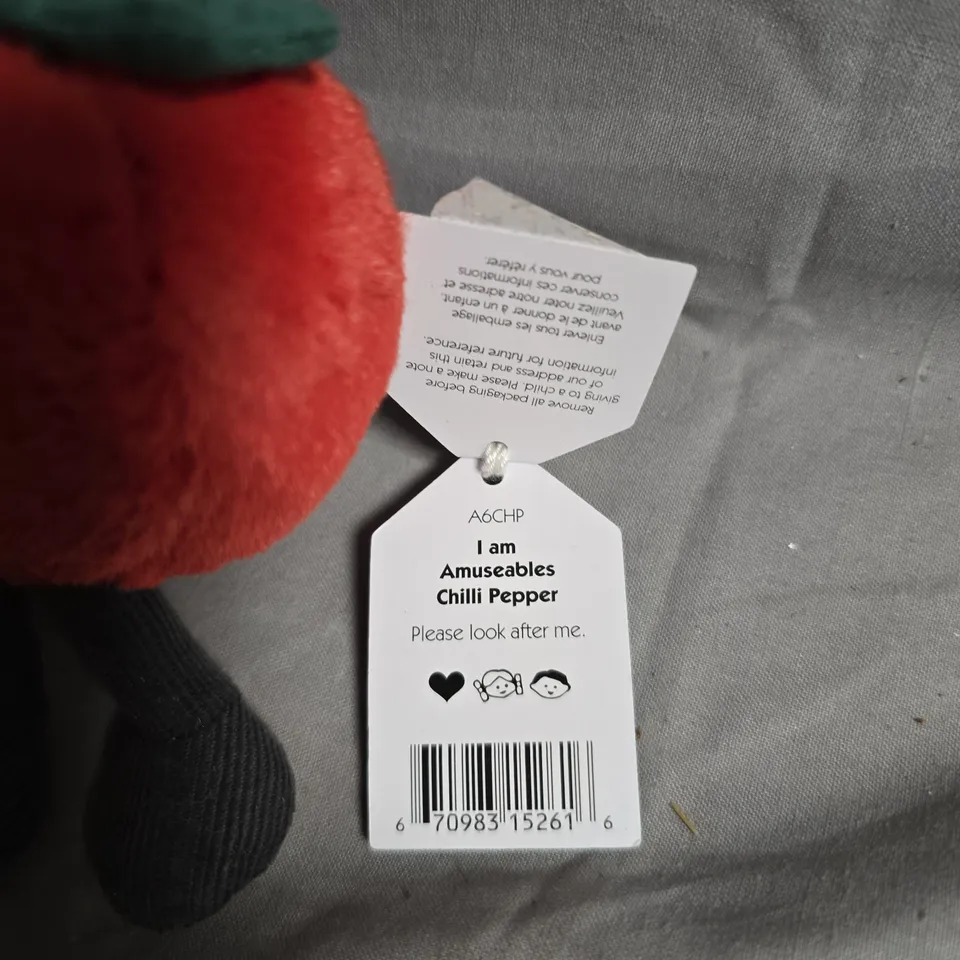 Remove all packaging before
giving to a child. Please make a note
of our address and retain this
information for future reference.
Enlever tous les emballage
avant de le donner à un enfant.
Veuillez noter notre adresse et
conserver ces informations
pour vous y référer.
A6CHP
I am
Amuseables
Chilli Pepper
Please look after me.
6 70983 15261 6